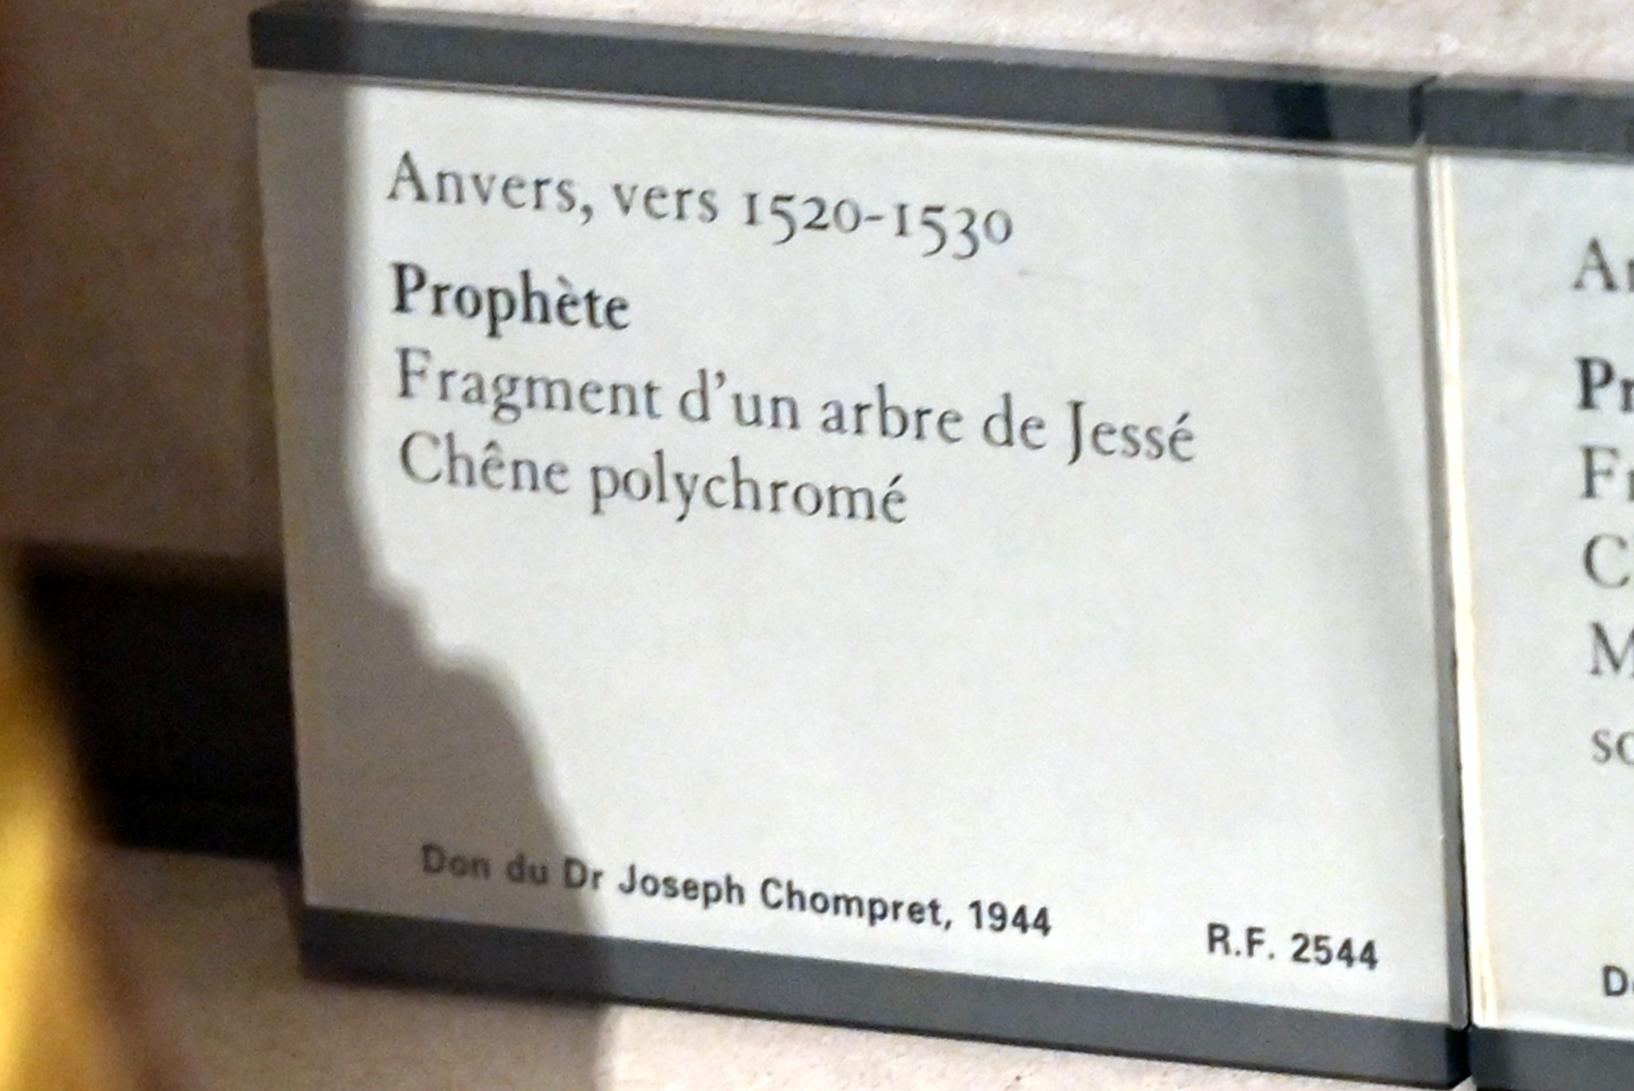 Anvers, vers 1520-1530
Prophète
Fragment d'un arbre de Jessé
Chêne polychromé
Don du Dr Joseph Chompret, 1944
R.F. 2544